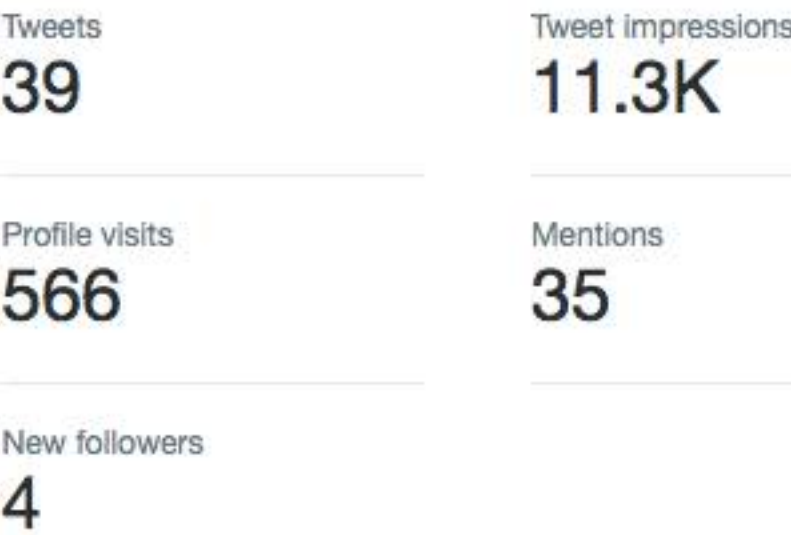 Tweets
39
Tweet impressions
11.3K
Profile visits
566
Mentions
35
New followers
4